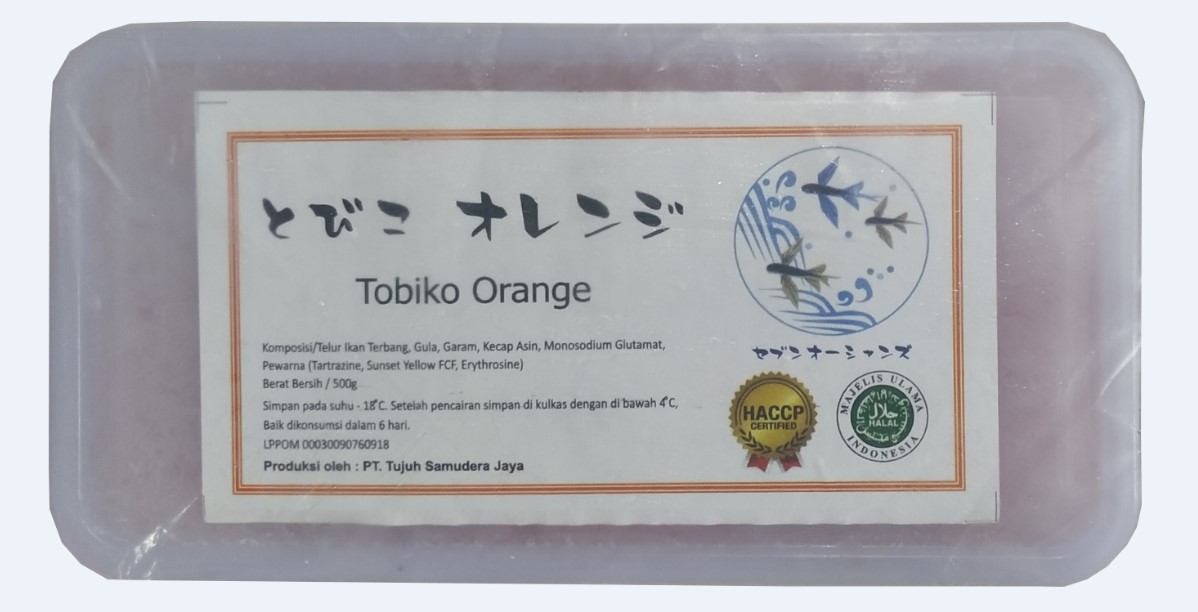 とびこ オレンジ
Tobiko Orange
Komposisi/Telur Ikan Terbang, Gula, Garam, Kecap Asin, Monosodium Glutamat,
Pewarna (Tartrazine, Sunset Yellow FCF, Erythrosine)
Berat Bersih / 500g
Simpan pada suhu - 18°C. Setelah pencairan simpan di kulkas dengan di bawah 4°C,
Baik dikonsumsi dalam 6 hari.
LPPOM 00030090760918
Produksi oleh : PT. Tujuh Samudera Jaya
セブンオーシャンズ
HACCP
CERTIFIED
MAJELIS ULAMA
حلال
HALAL
INDONESIA